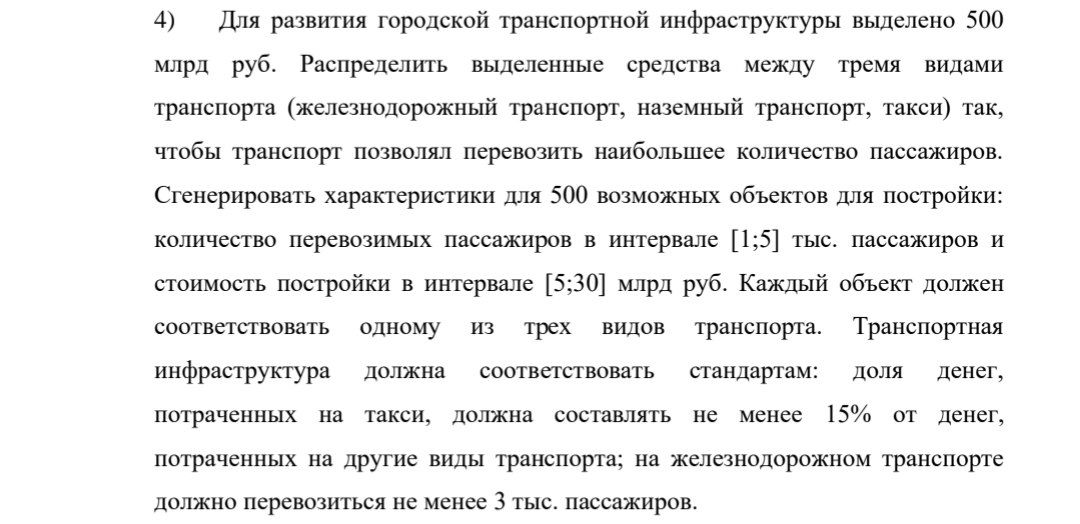 4) Для развития городской транспортной инфраструктуры выделено 500
млрд руб. Распределить выделенные средства между тремя видами
транспорта (железнодорожный транспорт, наземный транспорт, такси) так,
чтобы транспорт позволял перевозить наибольшее количество пассажиров.
Сгенерировать характеристики для 500 возможных объектов для постройки:
количество перевозимых пассажиров в интервале [1;5] тыс. пассажиров и
стоимость постройки в интервале [5;30] млрд руб. Каждый объект должен
соответствовать одному из трех видов транспорта. Транспортная
инфраструктура должна соответствовать стандартам: доля денег,
потраченных на такси, должна составлять не менее 15% от денег,
потраченных на другие виды транспорта; на железнодорожном транспорте
должно перевозиться не менее 3 тыс. пассажиров.